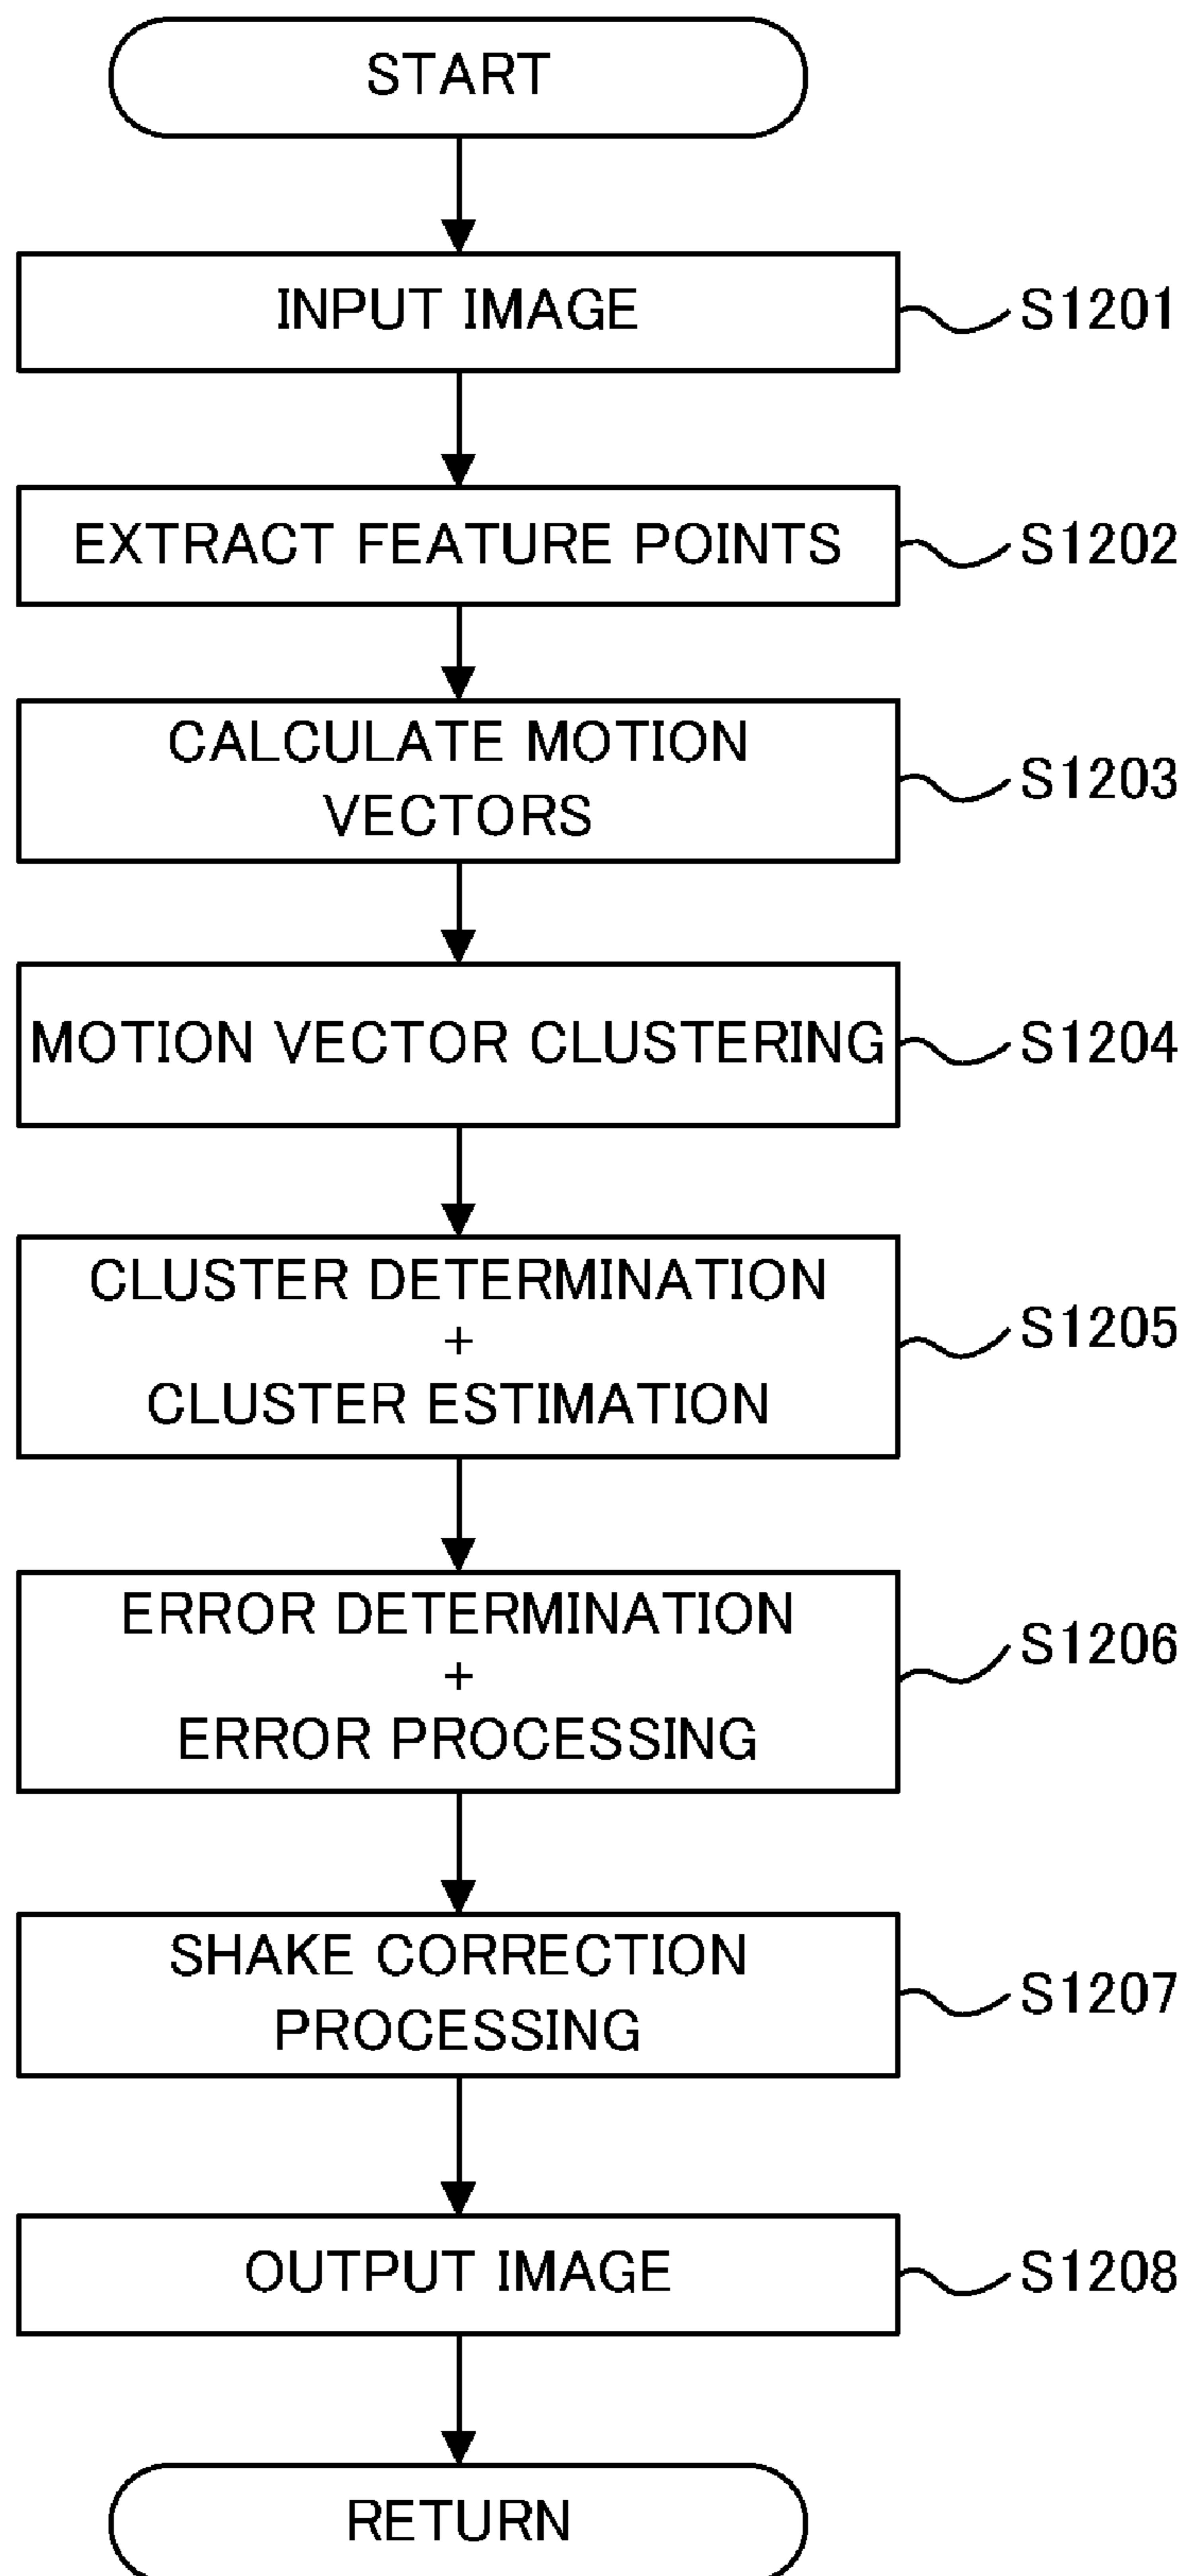 START
INPUT IMAGE
S1201
EXTRACT FEATURE POINTS
S1202
CALCULATE MOTION
VECTORS
S1203
MOTION VECTOR CLUSTERING
S1204
CLUSTER DETERMINATION
+
CLUSTER ESTIMATION
S1205
ERROR DETERMINATION
+
ERROR PROCESSING
S1206
SHAKE CORRECTION
PROCESSING
S1207
OUTPUT IMAGE
S1208
RETURN